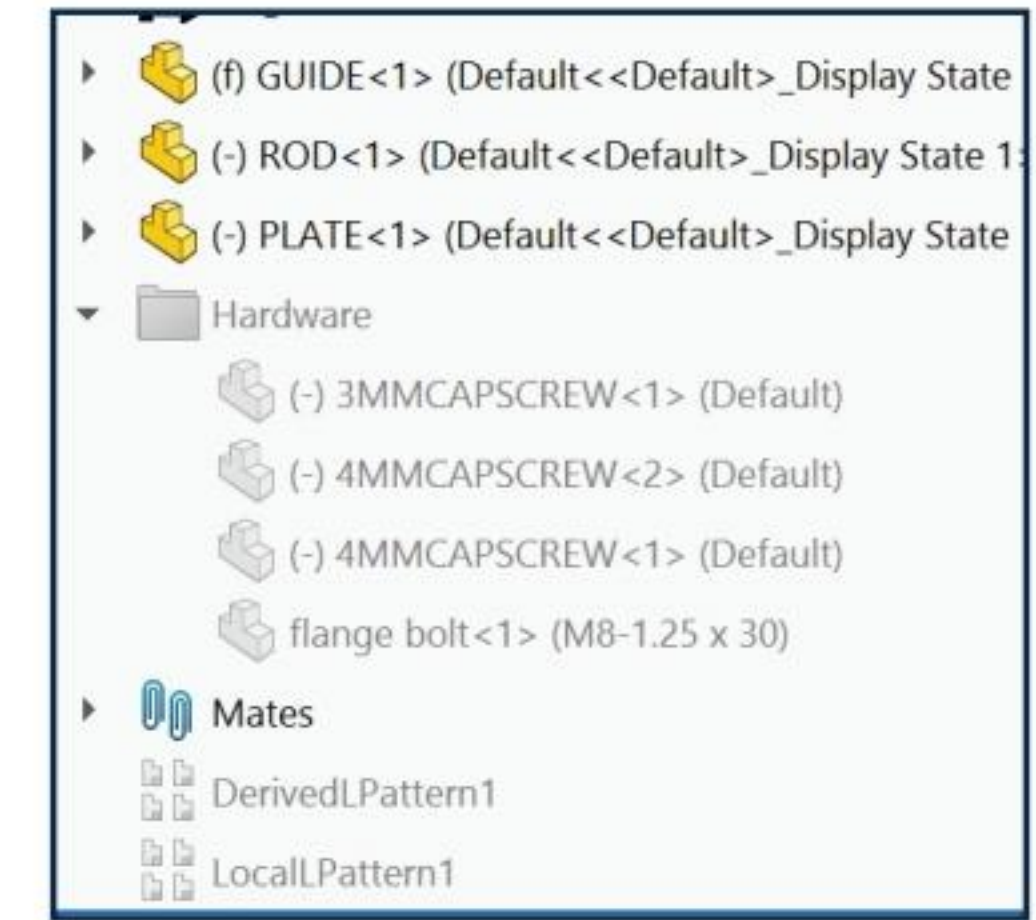 (f) GUIDE<1> (Default<<Default>_Display State
(-) ROD<1> (Default<<Default>_Display State 1
(-) PLATE<1> (Default<<Default>_Display State
Hardware
(-) 3MMCAPSCREW<1> (Default)
(-) 4MMCAPSCREW<2> (Default)
(-) 4MMCAPSCREW<1> (Default)
flange bolt<1> (M8-1.25 x 30)
Mates
DerivedLPattern1
LocalLPattern1